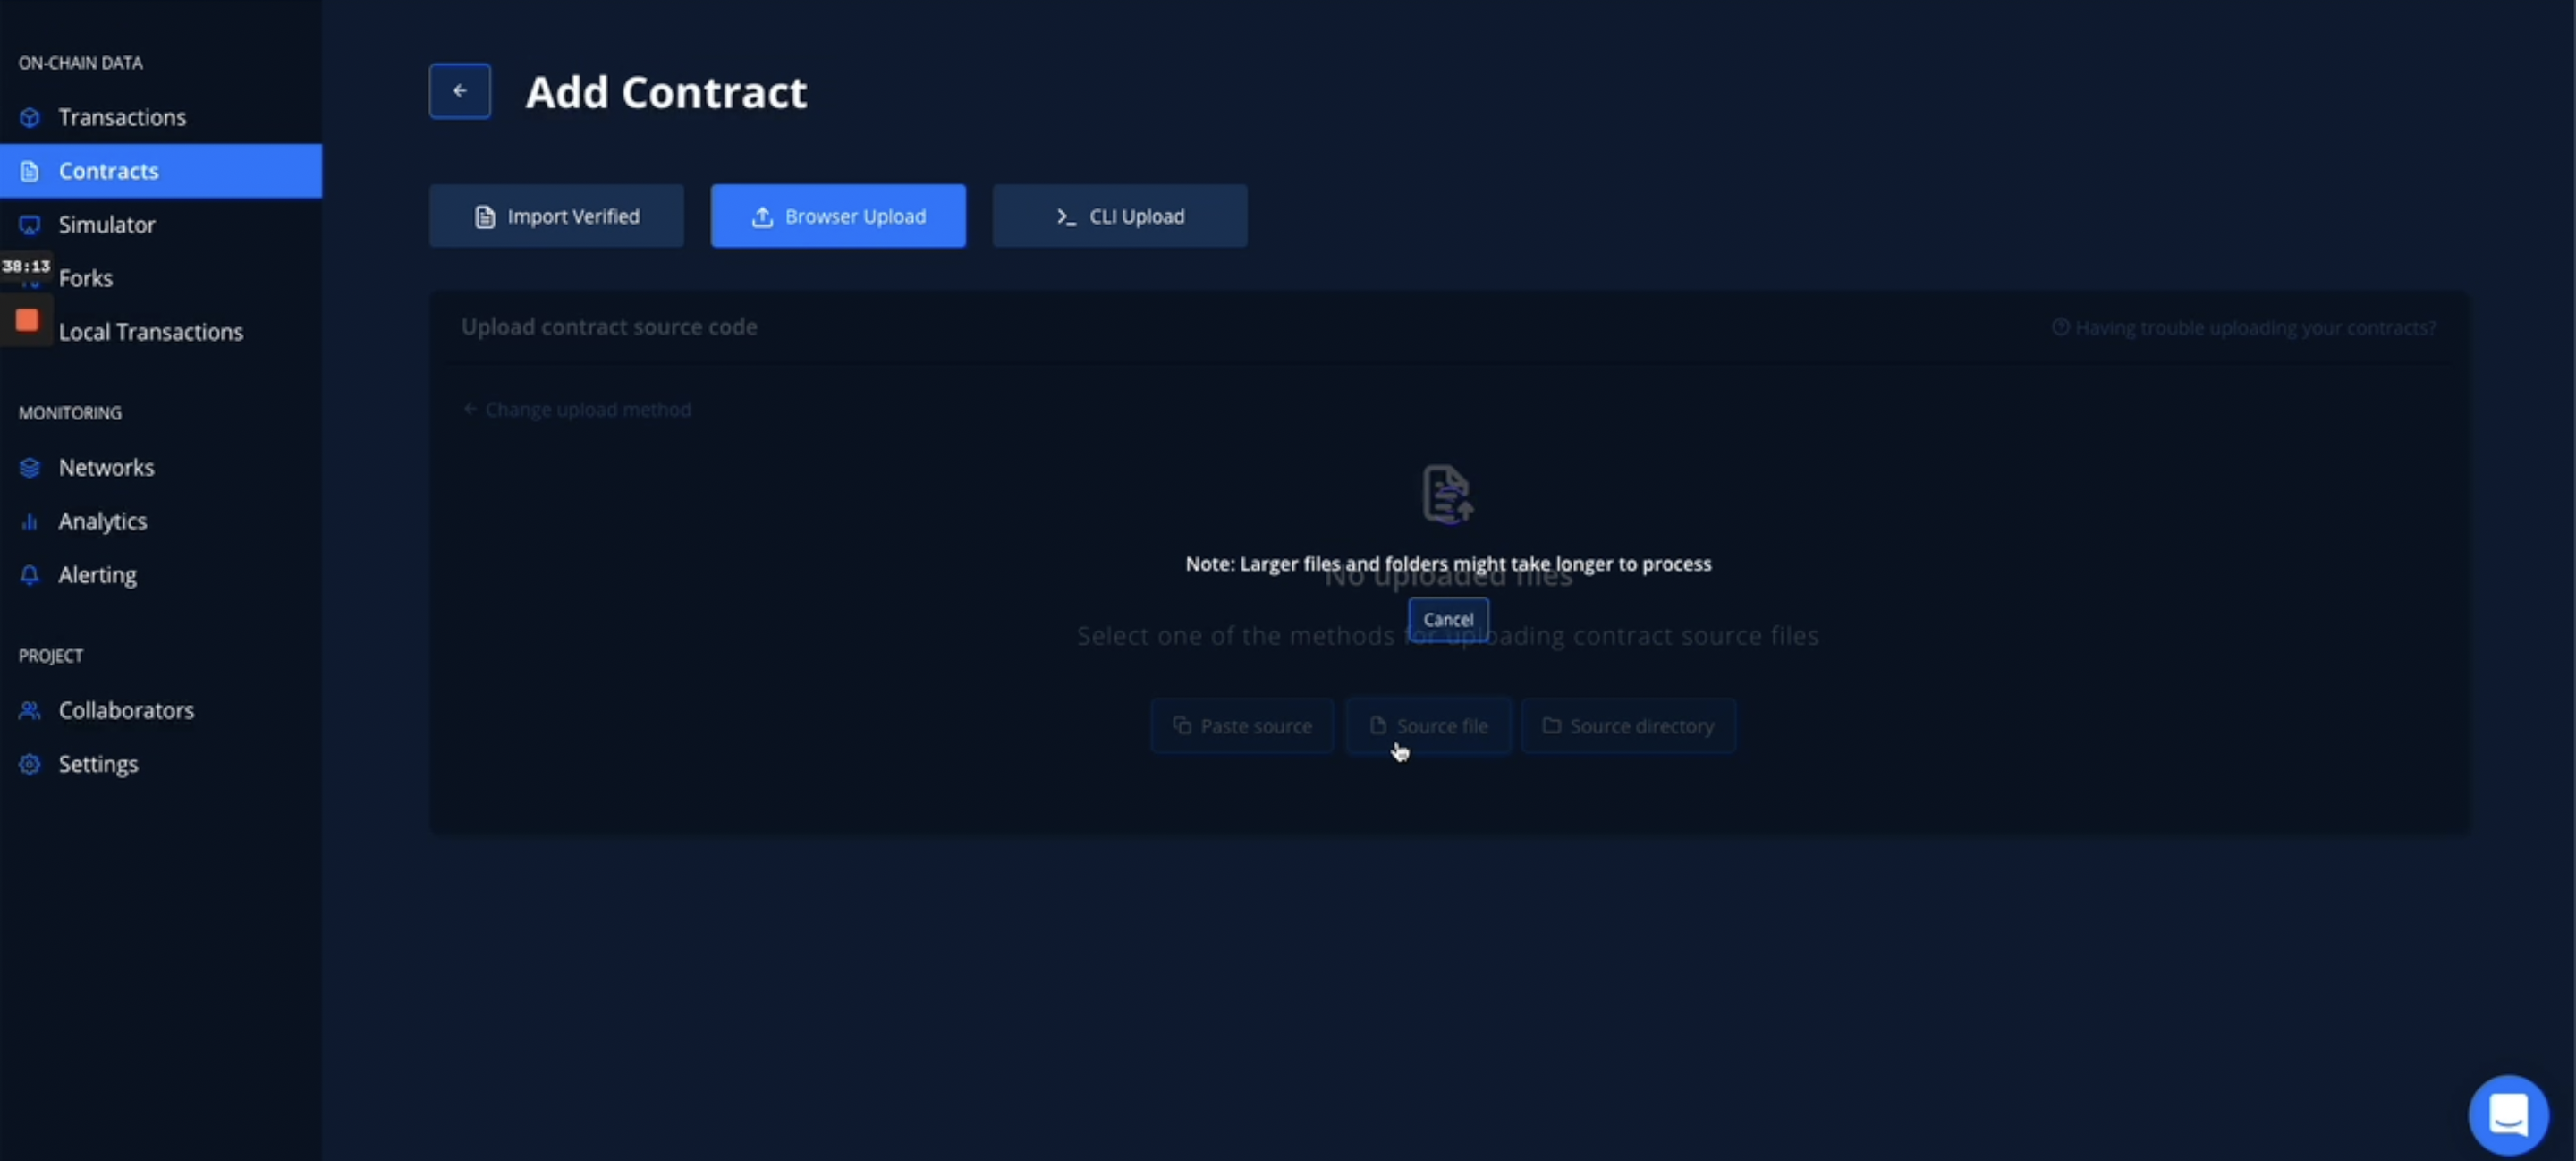 ON-CHAIN DATA
Transactions
Contracts
Simulator
38:13
Forks
Local Transactions
MONITORING
Networks
Analytics
Alerting
PROJECT
Collaborators
Settings
Add Contract
Import Verified
Browser Upload
CLI Upload
Upload contract source code
Having trouble uploading your contracts?
Change upload method
Note: Larger files and folders might take longer to process
No uploaded files
Cancel
Select one of the methods for uploading contract source files
Paste source
Source file
Source directory